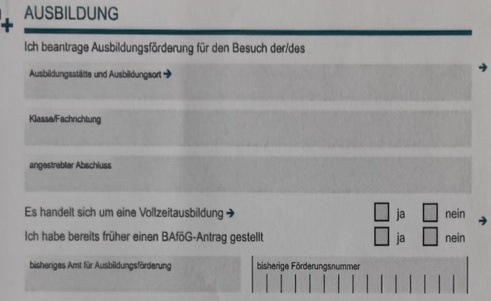 AUSBILDUNG
Ich beantrage Ausbildungsförderung für den Besuch der/des
Ausbildungsstätte und Ausbildungsort →
Klasse/Fachrichtung
angestrebter Abschluss
Es handelt sich um eine Vollzeitausbildung → ja nein
Ich habe bereits früher einen BAföG-Antrag gestellt ja nein
bisheriges Amt für Ausbildungsförderung bisherige Förderungsnummer